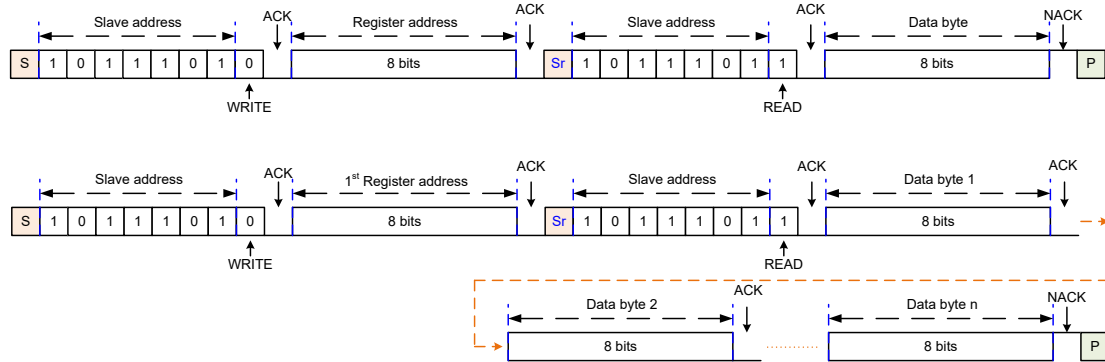 ACK ACK ACK NACK
Slave address Register address Slave address Data byte
S 1 0 1 1 1 0 1 0 8 bits Sr 1 0 1 1 1 0 1 1 8 bits P
WRITE READ
ACK ACK ACK ACK
Slave address 1st Register address Slave address Data byte 1
S 1 0 1 1 1 0 1 0 8 bits Sr 1 0 1 1 1 0 1 1 8 bits
WRITE READ
ACK NACK
Data byte 2 Data byte n
8 bits 8 bits P